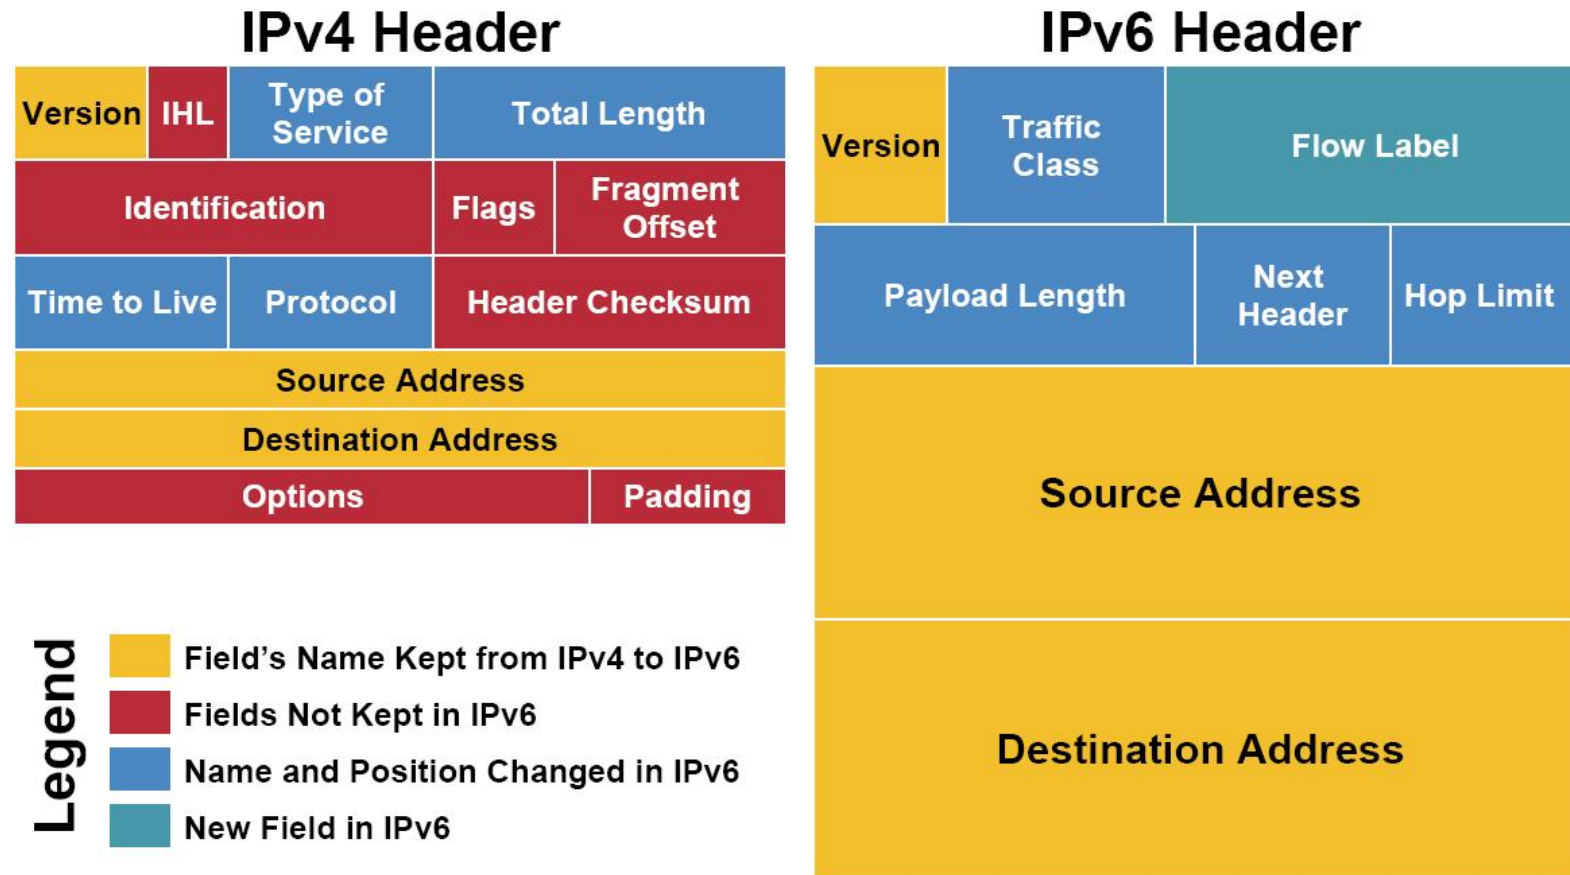 IPv4 Header
Version
IHL
Type of
Service
Total Length
Identification
Flags
Fragment
Offset
Time to Live
Protocol
Header Checksum
Source Address
Destination Address
Options
Padding
IPv6 Header
Version
Traffic
Class
Flow Label
Payload Length
Next
Header
Hop Limit
Source Address
Destination Address
Legend
Field’s Name Kept from IPv4 to IPv6
Fields Not Kept in IPv6
Name and Position Changed in IPv6
New Field in IPv6